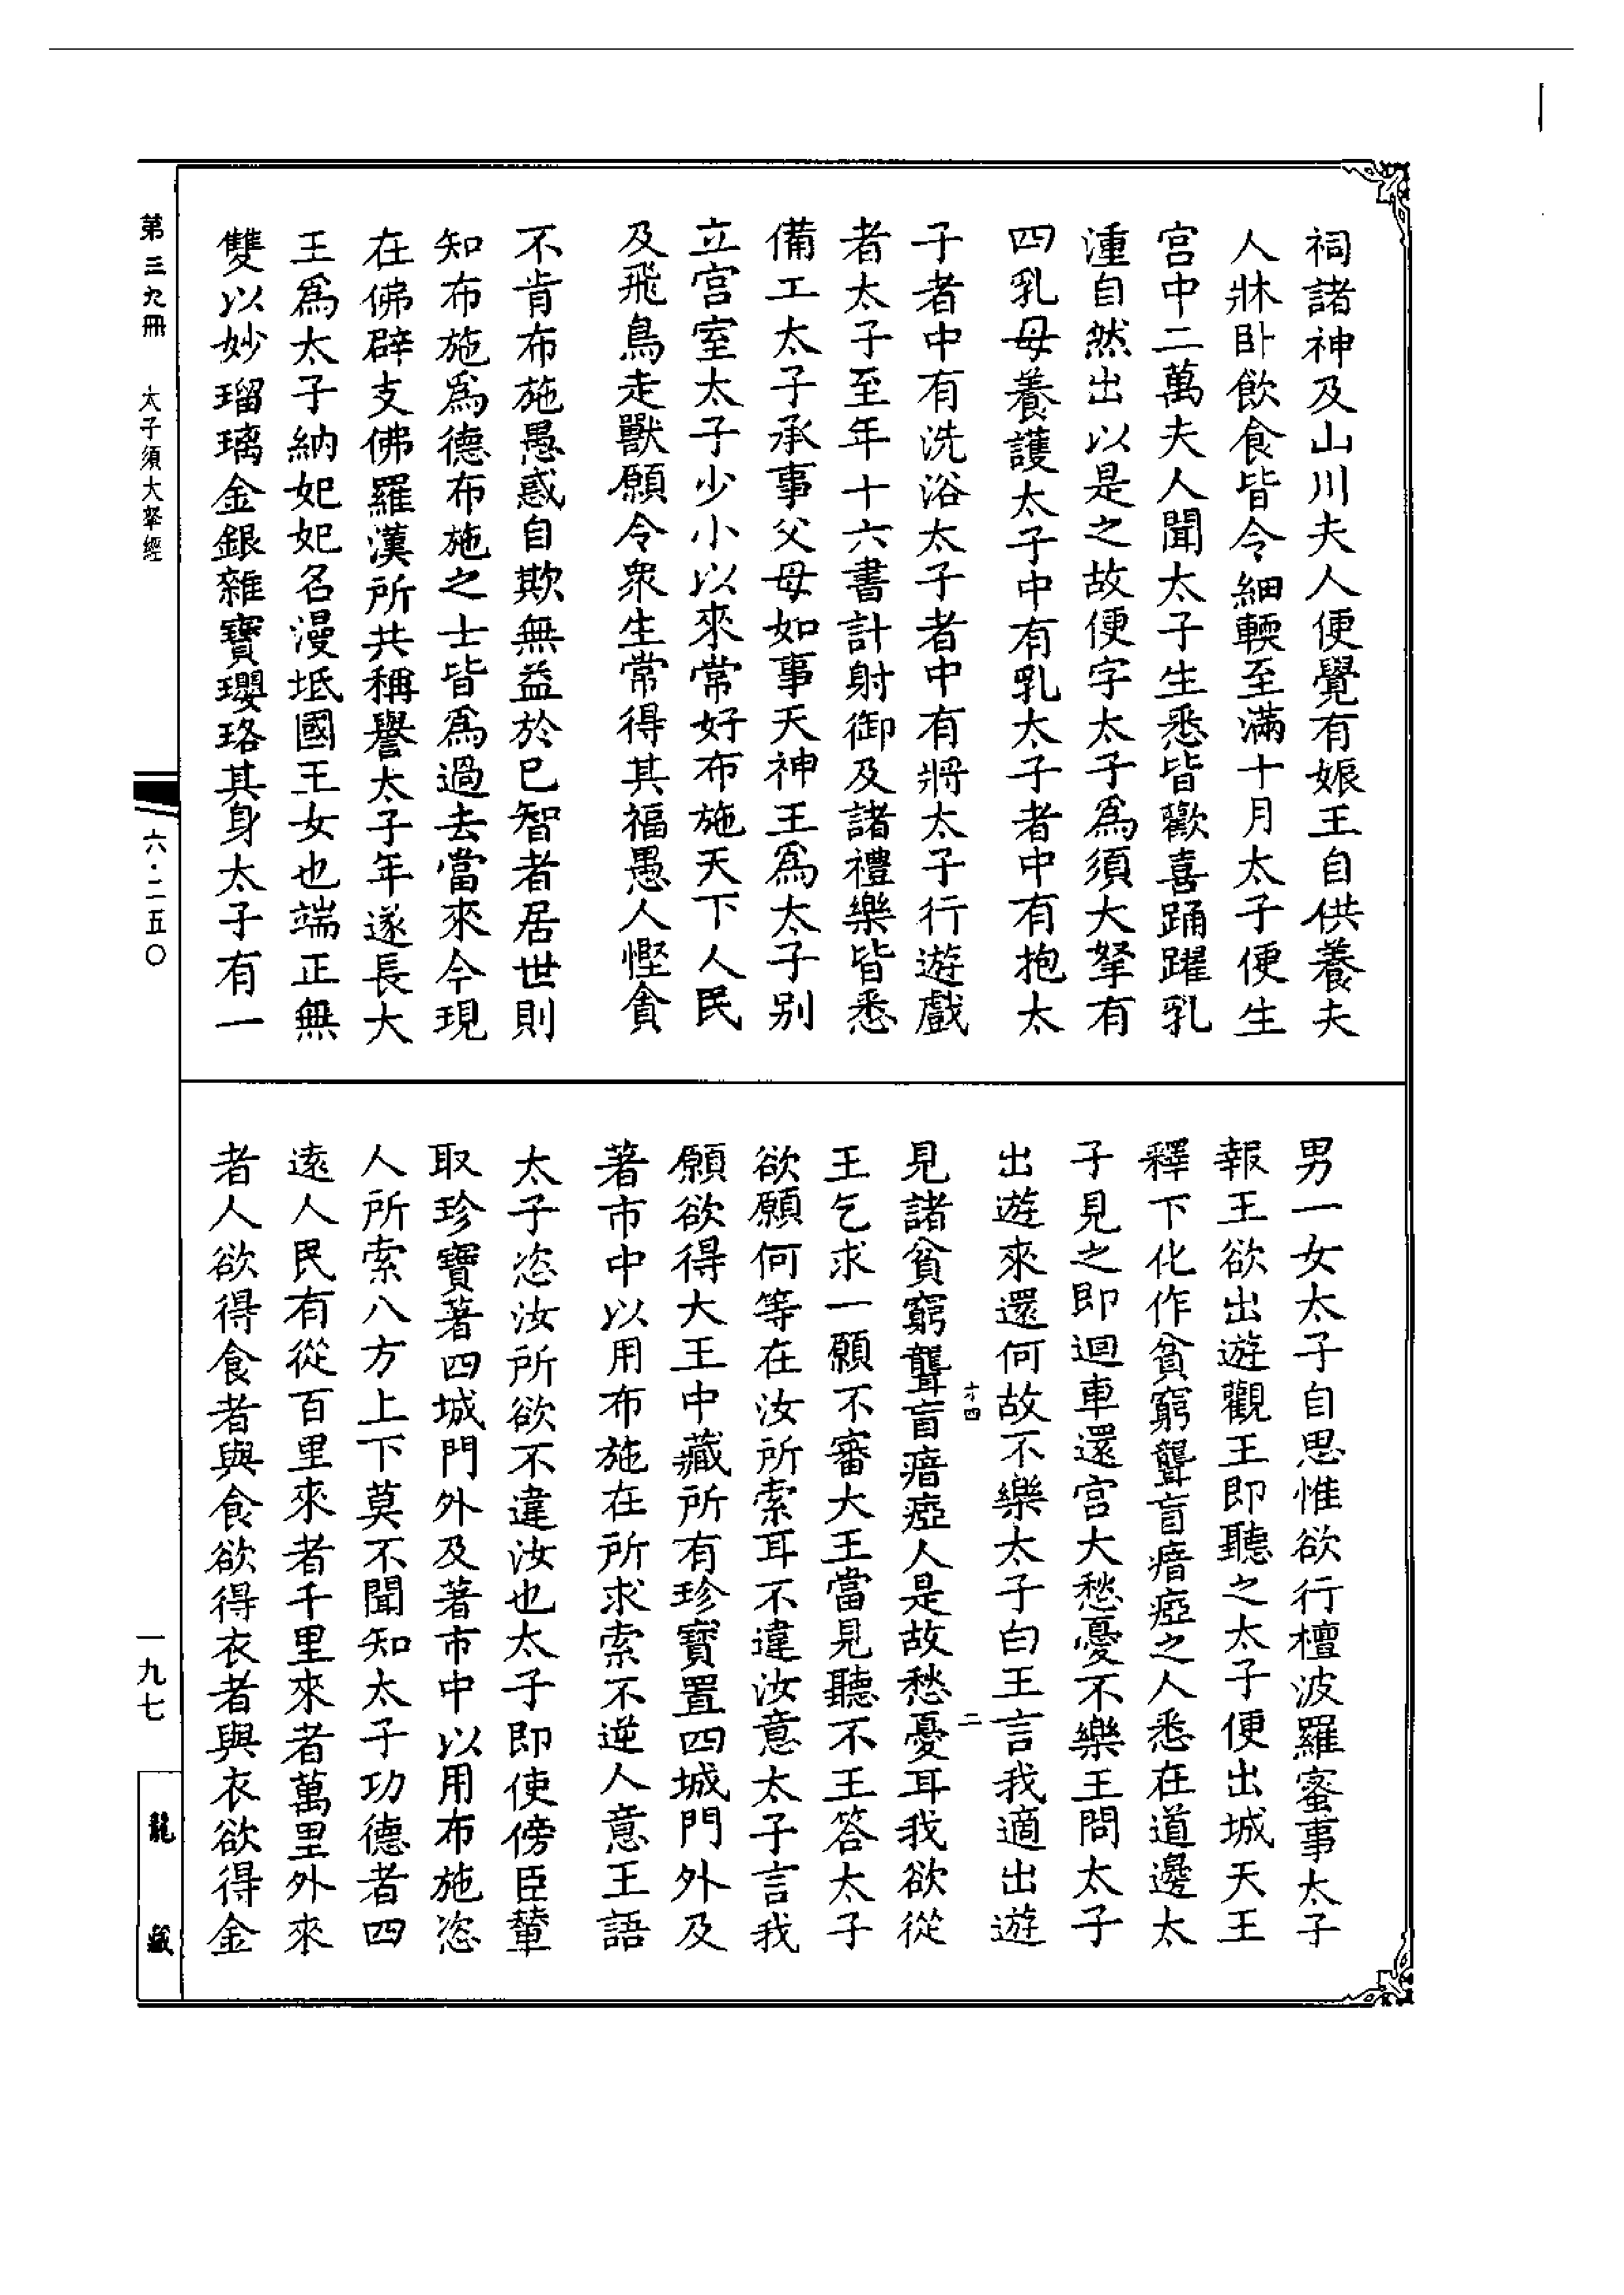 祠諸神及山川夫人便覺有娠王自供養夫
人牀卧飲食皆令細輭至滿十月太子便生
宮中二萬夫人聞太子生悉皆歡喜踊躍乳
湩自然出以是之故便字太子爲須大拏有
四乳母養護太子中有乳太子者中有抱太
子者中有洗浴太子者中有將太子行遊戲
者太子至年十六書計射御及諸禮樂皆悉
備工太子承事父母如事天神王爲太子别
立宮室太子少小以來常好布施天下人民
及飛鳥走獸願令衆生常得其福愚人慳貪
不肯布施愚惑自欺無益於已智者居世則
知布施爲德布施之士皆爲過去當來今現
在佛辟支佛羅漢所共稱譽太子年遂長大
王爲太子納妃妃名漫坻國王女也端正無
雙以妙瑠璃金銀雜寶瓔珞其身太子有一
男一女太子自思惟欲行檀波羅蜜事太子
報王欲出遊觀王即聽之太子便出城天王
釋下化作貧窮聾盲瘖瘂之人悉在道邊太
子見之即迴車還宮大愁憂不樂王問太子
出遊來還何故不樂太子白王言我適出遊
才四 二
見諸貧窮聾盲瘖瘂人是故愁憂耳我欲從
王乞求一願不審大王當見聽不王答太子
欲願何等在汝所索耳不違汝意太子言我
願欲得大王中藏所有珍寶置四城門外及
著市中以用布施在所求索不逆人意王語
太子恣汝所欲不違汝也太子即使傍臣輦
取珍寶著四城門外及著市中以用布施恣
人所索八方上下莫不聞知太子功德者四
遠人民有從百里來者千里來者萬里外來
者人欲得食者與食欲得衣者與衣欲得金
第三九冊 太子須大拏經
六·二五〇
一九七
龍藏